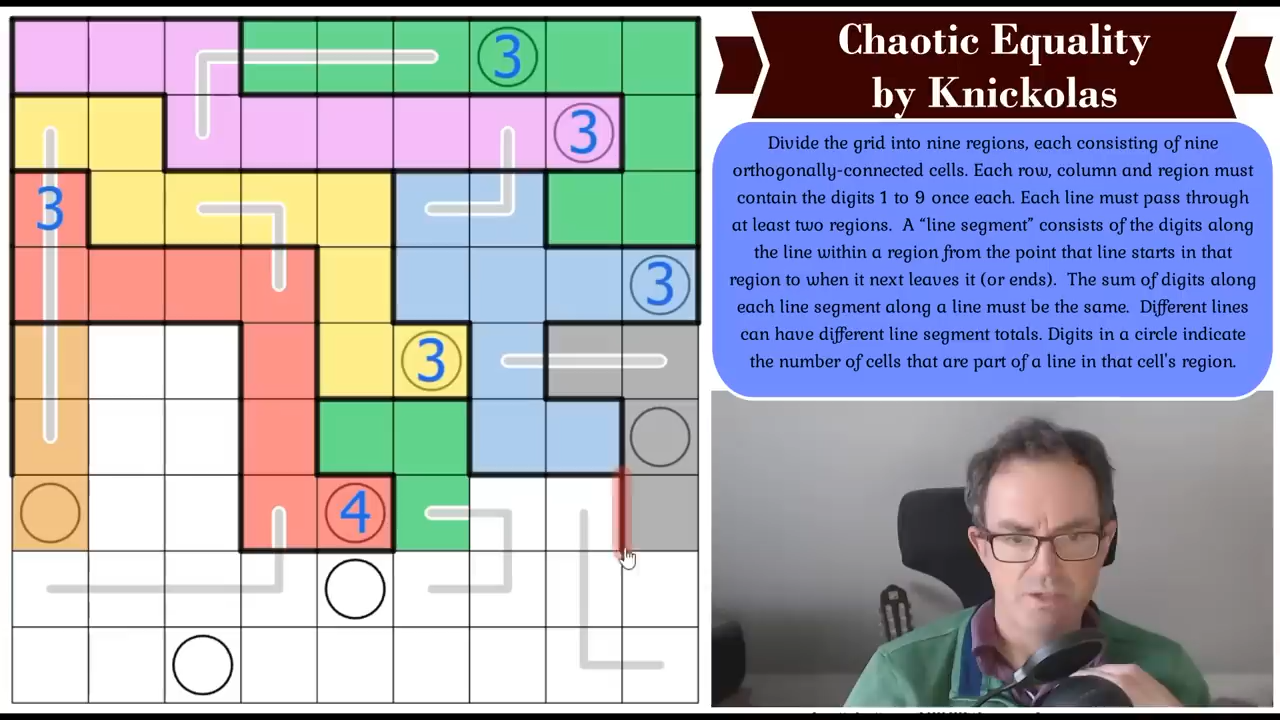 Chaotic Equality
by Knickolas
Divide the grid into nine regions, each consisting of nine
orthogonally-connected cells. Each row, column and region must
contain the digits 1 to 9 once each. Each line must pass through
at least two regions. A “line segment” consists of the digits along
the line within a region from the point that line starts in that
region to when it next leaves it (or ends). The sum of digits along
each line segment along a line must be the same. Different lines
can have different line segment totals. Digits in a circle indicate
the number of cells that are part of a line in that cell's region.
3
3
3
3
3
4